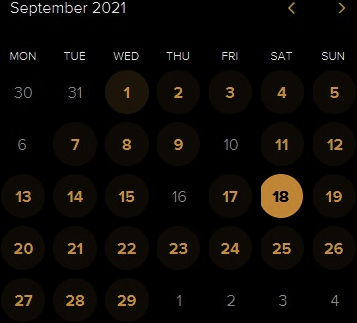 September 2021
MON TUE WED THU FRI SAT SUN
30 31 1 2 3 4 5
6 7 8 9 10 11 12
13 14 15 16 17 18 19
20 21 22 23 24 25 26
27 28 29 1 2 3 4